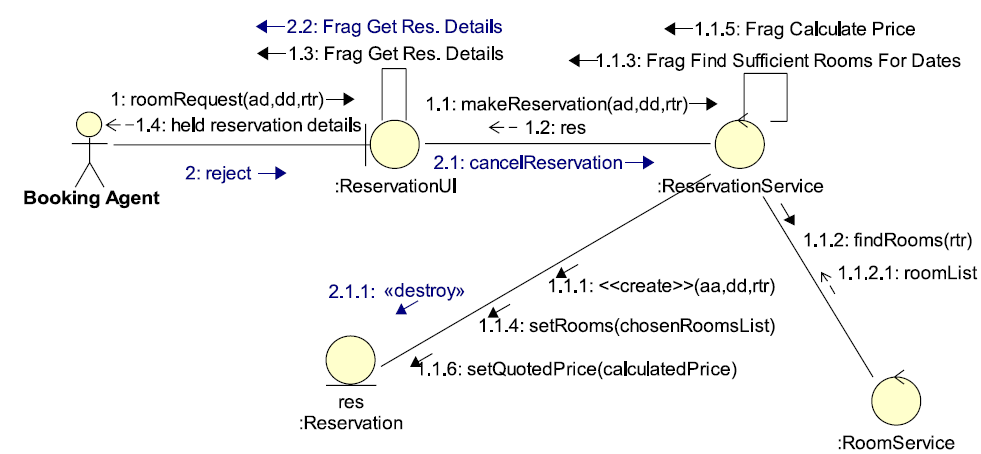 2.2: Frag Get Res. Details
1.3: Frag Get Res. Details
1.1.5: Frag Calculate Price
1.1.3: Frag Find Sufficient Rooms For Dates
1: roomRequest(ad,dd,rtr)
1.4: held reservation details
1.1: makeReservation(ad,dd,rtr)
1.2: res
2: reject
2.1: cancelReservation
Booking Agent
:ReservationUI
:ReservationService
1.1.2: findRooms(rtr)
1.1.2.1: roomList
1.1.1: <<create>>(aa,dd,rtr)
2.1.1: «destroy»
1.1.4: setRooms(chosenRoomsList)
1.1.6: setQuotedPrice(calculatedPrice)
res
:Reservation
:RoomService